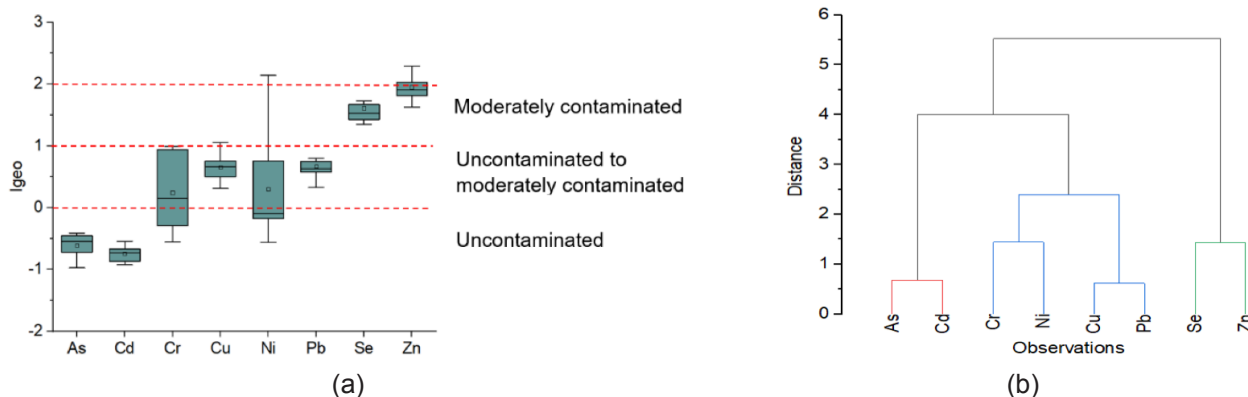 3
2
1
0
-1
-2
Igeo
As Cd Cr Cu Ni Pb Se Zn
Moderately contaminated
Uncontaminated to
moderately contaminated
Uncontaminated
(a)
6
5
4
3
2
1
0
Distance
As Cd Cr Ni Cu Pb Se Zn
Observations
(b)